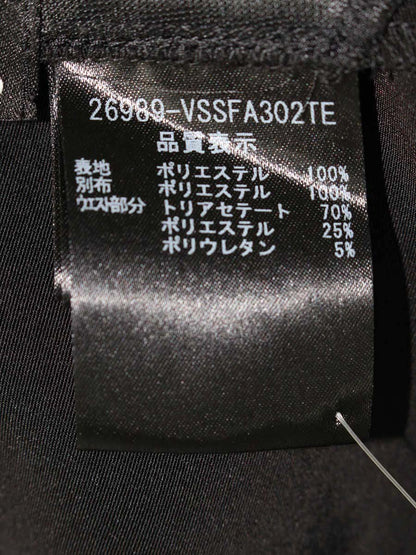 26989-VSSFA302TE
品質表示
表地 ポリエステル 100%
別布 ポリエステル 100%
ウエスト部分 トリアセテート 70%
ポリエステル 25%
ポリウレタン 5%